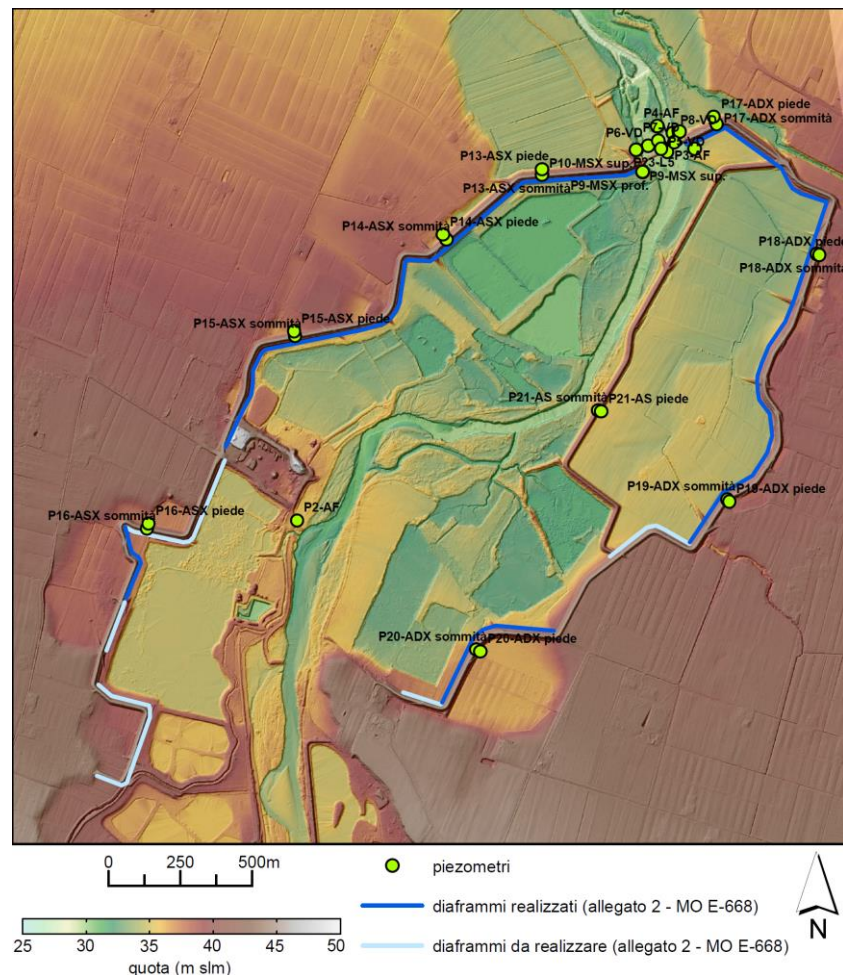 P17-ADX piede
P4-AF
P17-ADX sommità
P8-VD
P6-VD
P3-AF
P23-L5
P13-ASX piede
P10-MSX sup.
P13-ASX sommità
P9-MSX prof.
P9-MSX sup.
P14-ASX sommità
P14-ASX piede
P18-ADX piede
P18-ADX sommità
P15-ASX sommità
P15-ASX piede
P21-AS sommità
P21-AS piede
P19-ADX sommità
P19-ADX piede
P16-ASX sommità
P16-ASX piede
P2-AF
P20-ADX sommità
P20-ADX piede
0 250 500m
piezometri
diaframmi realizzati (allegato 2 - MO E-668)
diaframmi da realizzare (allegato 2 - MO E-668)
N
25 30 35 40 45 50
quota (m slm)